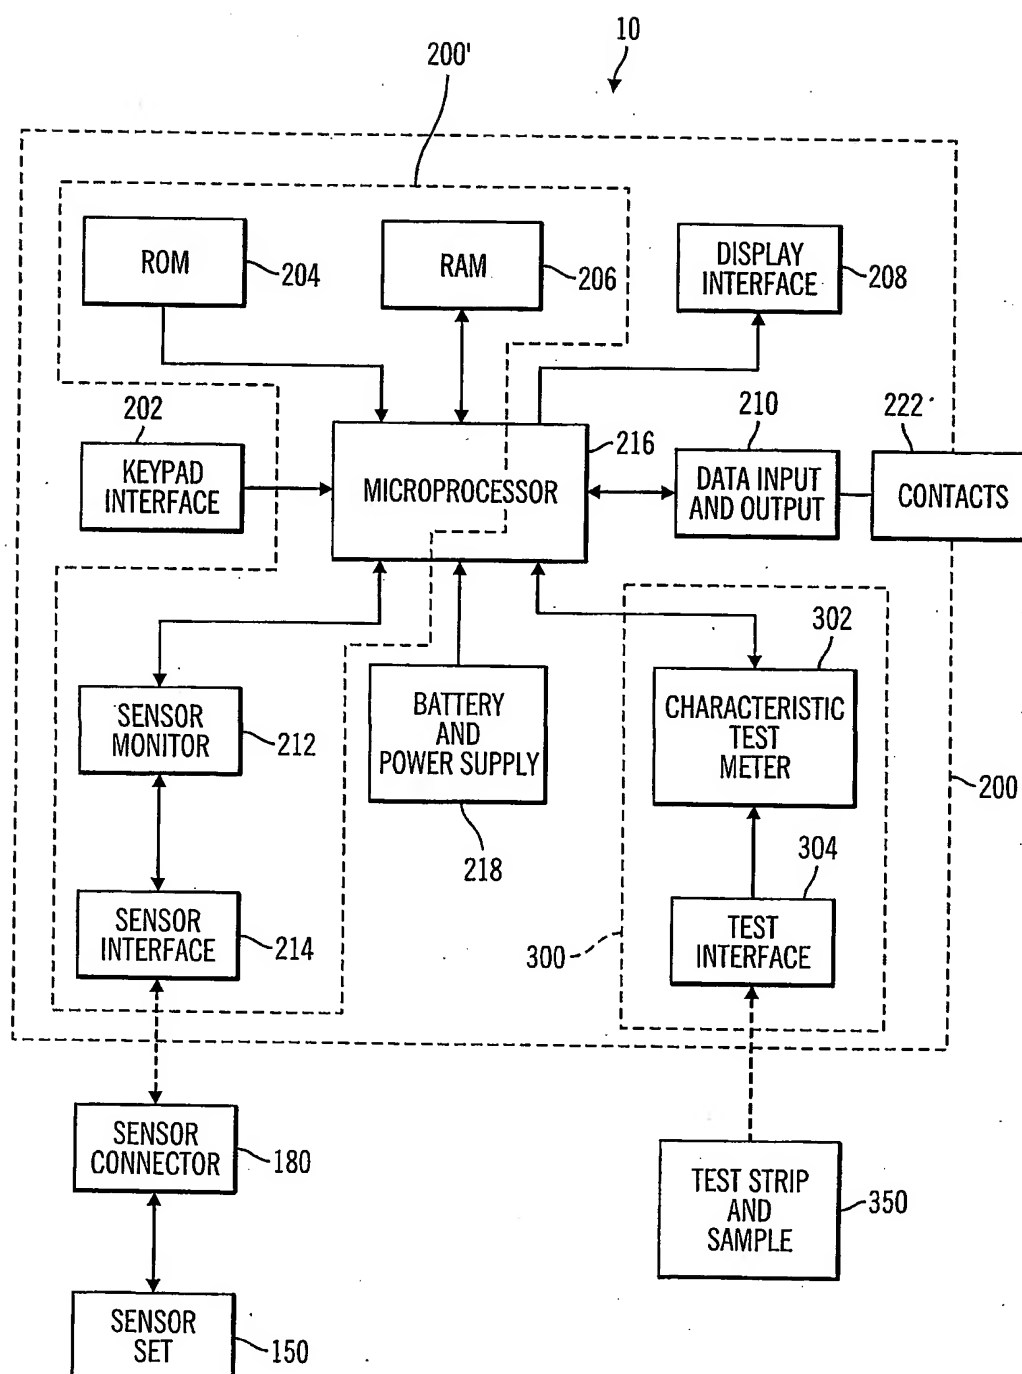 10
200'
ROM
204
RAM
206
DISPLAY
INTERFACE
208
202
KEYPAD
INTERFACE
MICROPROCESSOR
216
210
DATA INPUT
AND OUTPUT
222
CONTACTS
SENSOR
MONITOR
212
BATTERY
AND
POWER SUPPLY
218
302
CHARACTERISTIC
TEST
METER
200
304
TEST
INTERFACE
300
SENSOR
INTERFACE
214
SENSOR
CONNECTOR
180
TEST STRIP
AND
SAMPLE
350
SENSOR
SET
150